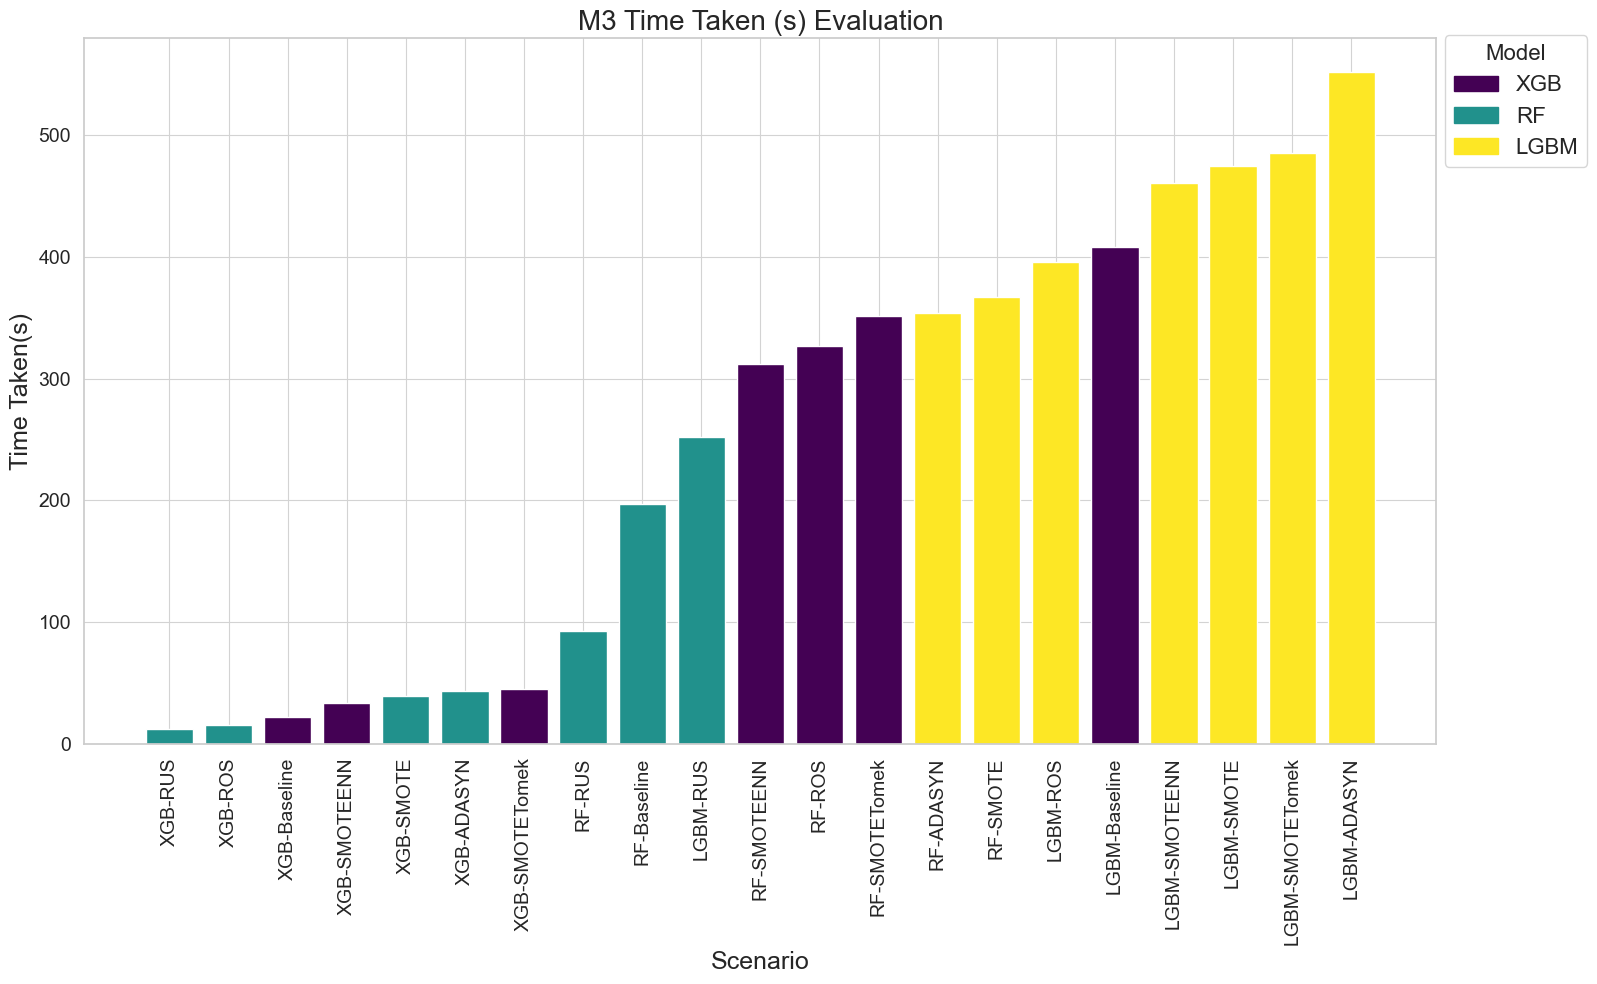 M3 Time Taken (s) Evaluation
Model
XGB
RF
LGBM
Time Taken(s)
500
400
300
200
100
0
XGB-RUS
XGB-ROS
XGB-Baseline
XGB-SMOTEENN
XGB-SMOTE
XGB-ADASYN
XGB-SMOTETomek
RF-RUS
RF-Baseline
LGBM-RUS
RF-SMOTEENN
RF-ROS
RF-SMOTETomek
RF-ADASYN
RF-SMOTE
LGBM-ROS
LGBM-Baseline
LGBM-SMOTEENN
LGBM-SMOTE
LGBM-SMOTETomek
LGBM-ADASYN
Scenario